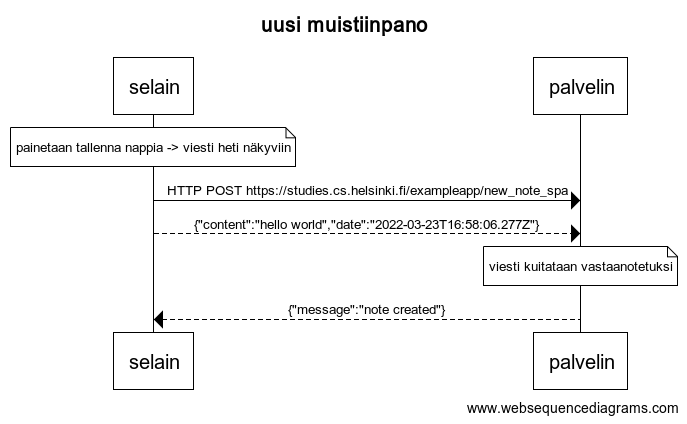 uusi muistiinpano
selain
palvelin
painetaan tallenna nappia -> viesti heti näkyviin
HTTP POST https://studies.cs.helsinki.fi/exampleapp/new_note_spa
{"content":"hello world","date":"2022-03-23T16:58:06.277Z"}
viesti kuitataan vastaanotetuksi
{"message":"note created"}
selain
palvelin
www.websequencediagrams.com